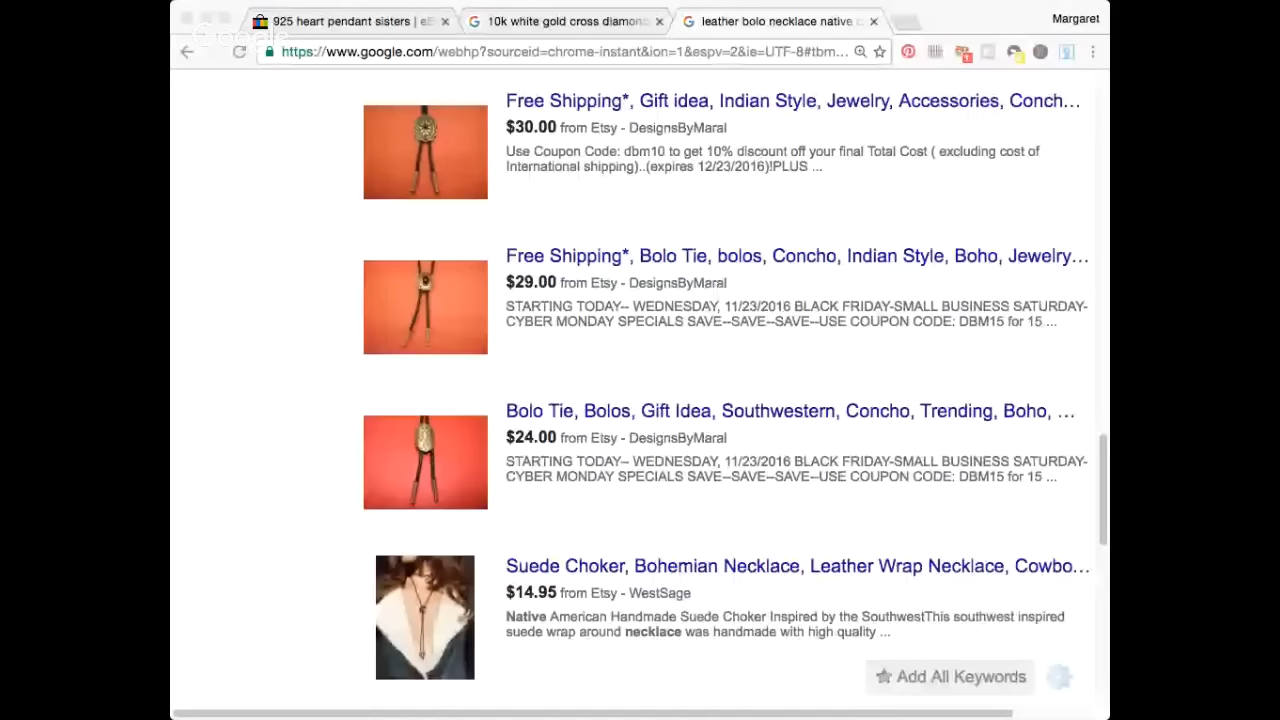 925 heart pendant sisters | eB
10k white gold cross diamond
leather bolo necklace native c
Margaret
Google
https://www.google.com/webhp?sourceid=chrome-instant&ion=1&espv=2&ie=UTF-8#tbm...
Free Shipping*, Gift idea, Indian Style, Jewelry, Accessories, Conch...
$30.00 from Etsy - DesignsByMaral
Use Coupon Code: dbm10 to get 10% discount off your final Total Cost ( excluding cost of
International shipping)..(expires 12/23/2016)!PLUS ...
Free Shipping*, Bolo Tie, bolos, Concho, Indian Style, Boho, Jewelry...
$29.00 from Etsy - DesignsByMaral
STARTING TODAY-- WEDNESDAY, 11/23/2016 BLACK FRIDAY-SMALL BUSINESS SATURDAY-
CYBER MONDAY SPECIALS SAVE--SAVE--SAVE--USE COUPON CODE: DBM15 for 15 ...
Bolo Tie, Bolos, Gift Idea, Southwestern, Concho, Trending, Boho, ...
$24.00 from Etsy - DesignsByMaral
STARTING TODAY-- WEDNESDAY, 11/23/2016 BLACK FRIDAY-SMALL BUSINESS SATURDAY-
CYBER MONDAY SPECIALS SAVE--SAVE--SAVE--USE COUPON CODE: DBM15 for 15 ...
Suede Choker, Bohemian Necklace, Leather Wrap Necklace, Cowbo...
$14.95 from Etsy - WestSage
Native American Handmade Suede Choker Inspired by the SouthwestThis southwest inspired
suede wrap around necklace was handmade with high quality ...
Add All Keywords